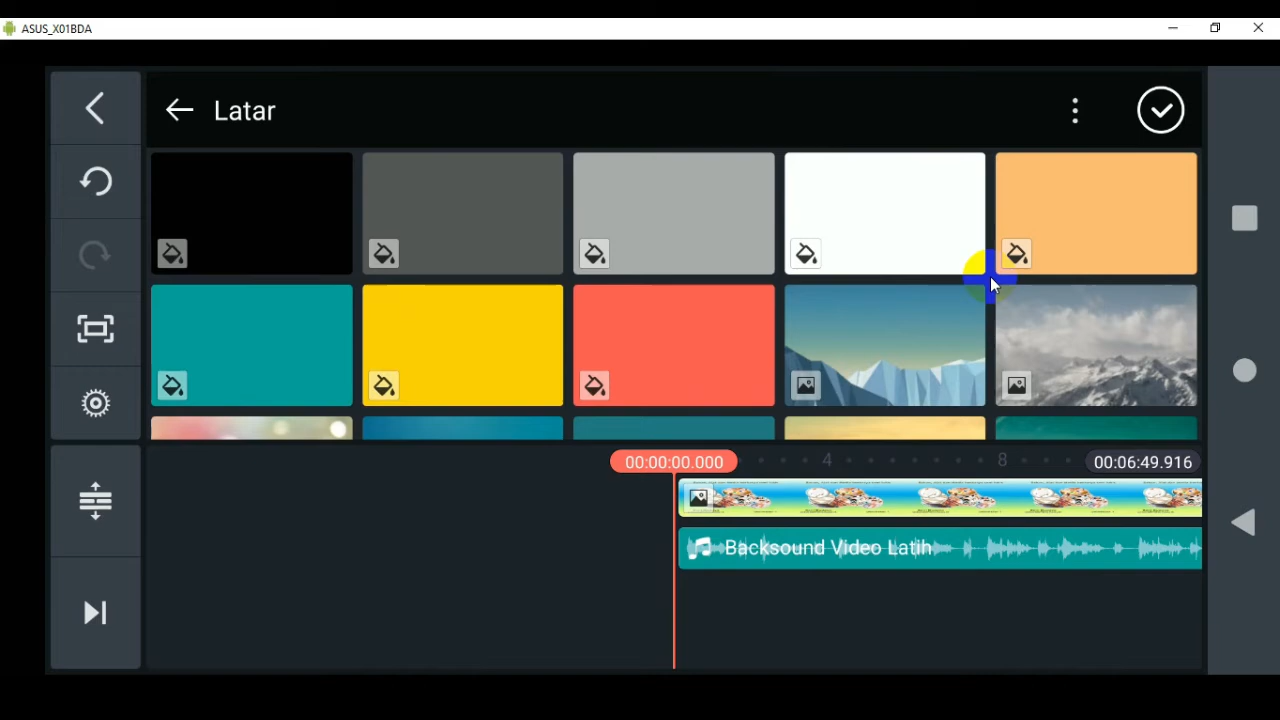 ASUS_X01BDA
Latar
00:00:00.000
4
8
00:06:49.916
Backsound Video Latih